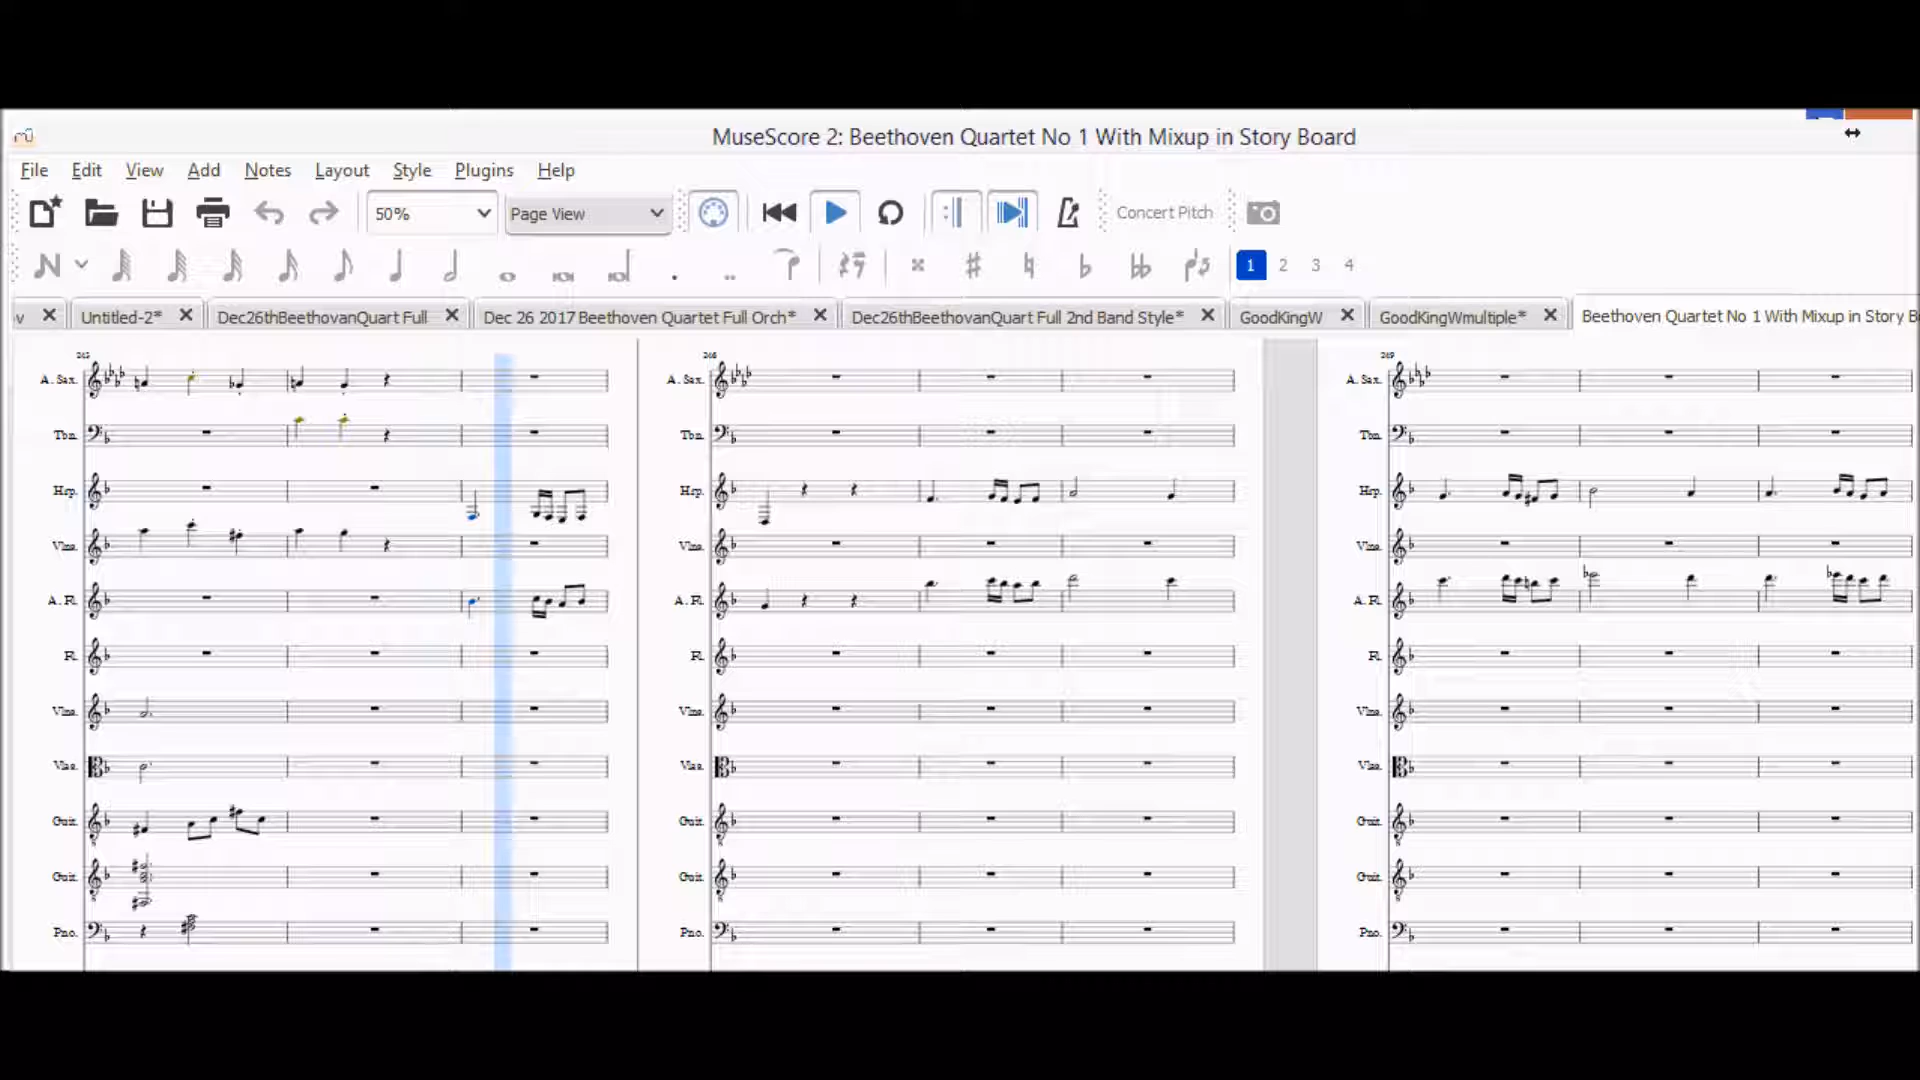 MuseScore 2: Beethoven Quartet No 1 With Mixup in Story Board
File Edit View Add Notes Layout Style Plugins Help
50% Page View Concert Pitch
1 2 3 4
Untitled-2* Dec26thBeethovanQuart Full Dec 26 2017 Beethoven Quartet Full Orch* Dec26thBeethovanQuart Full 2nd Band Style* GoodKingW GoodKingWmultiple* Beethoven Quartet No 1 With Mixup in Story B
269
A. Sax. A. Sax. A. Sax.
Tbn. Tbn. Tbn.
Hrp. Hrp. Hrp.
Vlns. Vlns. Vlns.
A. Fl. A. Fl. A. Fl.
Fl. Fl. Fl.
Vlns. Vlns. Vlns.
Vlas. Vlas. Vlas.
Guit. Guit. Guit.
Guit. Guit. Guit.
Pno. Pno. Pno.